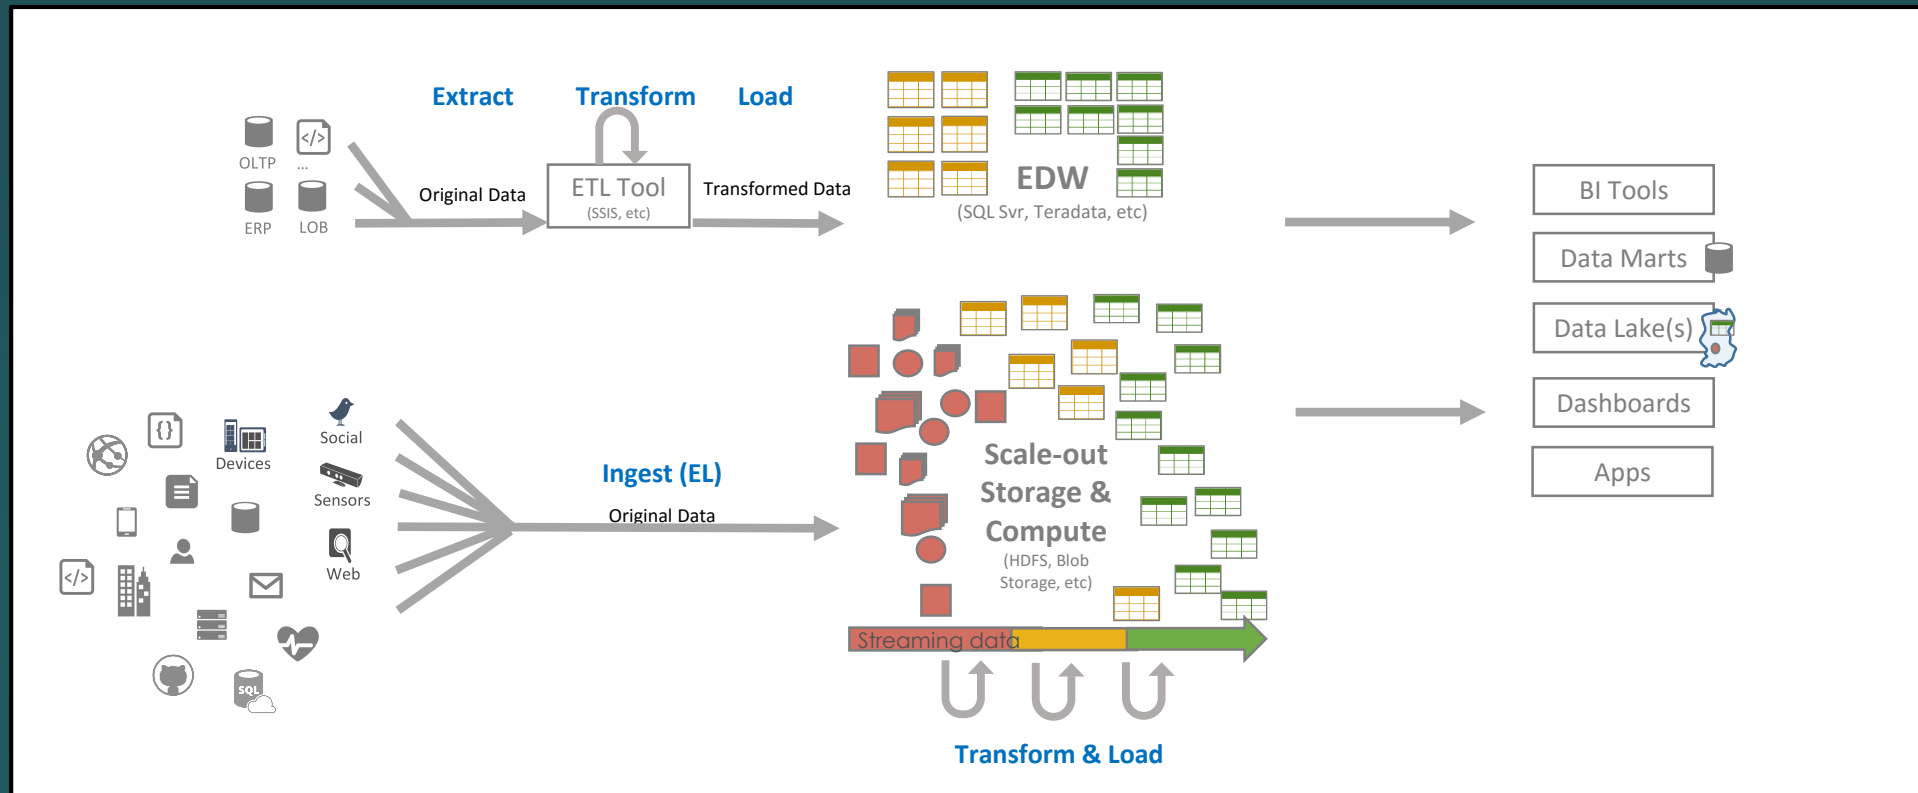 Extract
Transform
Load
OLTP
...
</>
ERP
LOB
Original Data
ETL Tool
(SSIS, etc)
Transformed Data
EDW
(SQL Svr, Teradata, etc)
BI Tools
Data Marts
Data Lake(s)
Dashboards
Apps
{}
Devices
Social
Sensors
Web
</>
SQL
Ingest (EL)
Original Data
Scale-out
Storage &
Compute
(HDFS, Blob
Storage, etc)
Streaming data
Transform & Load